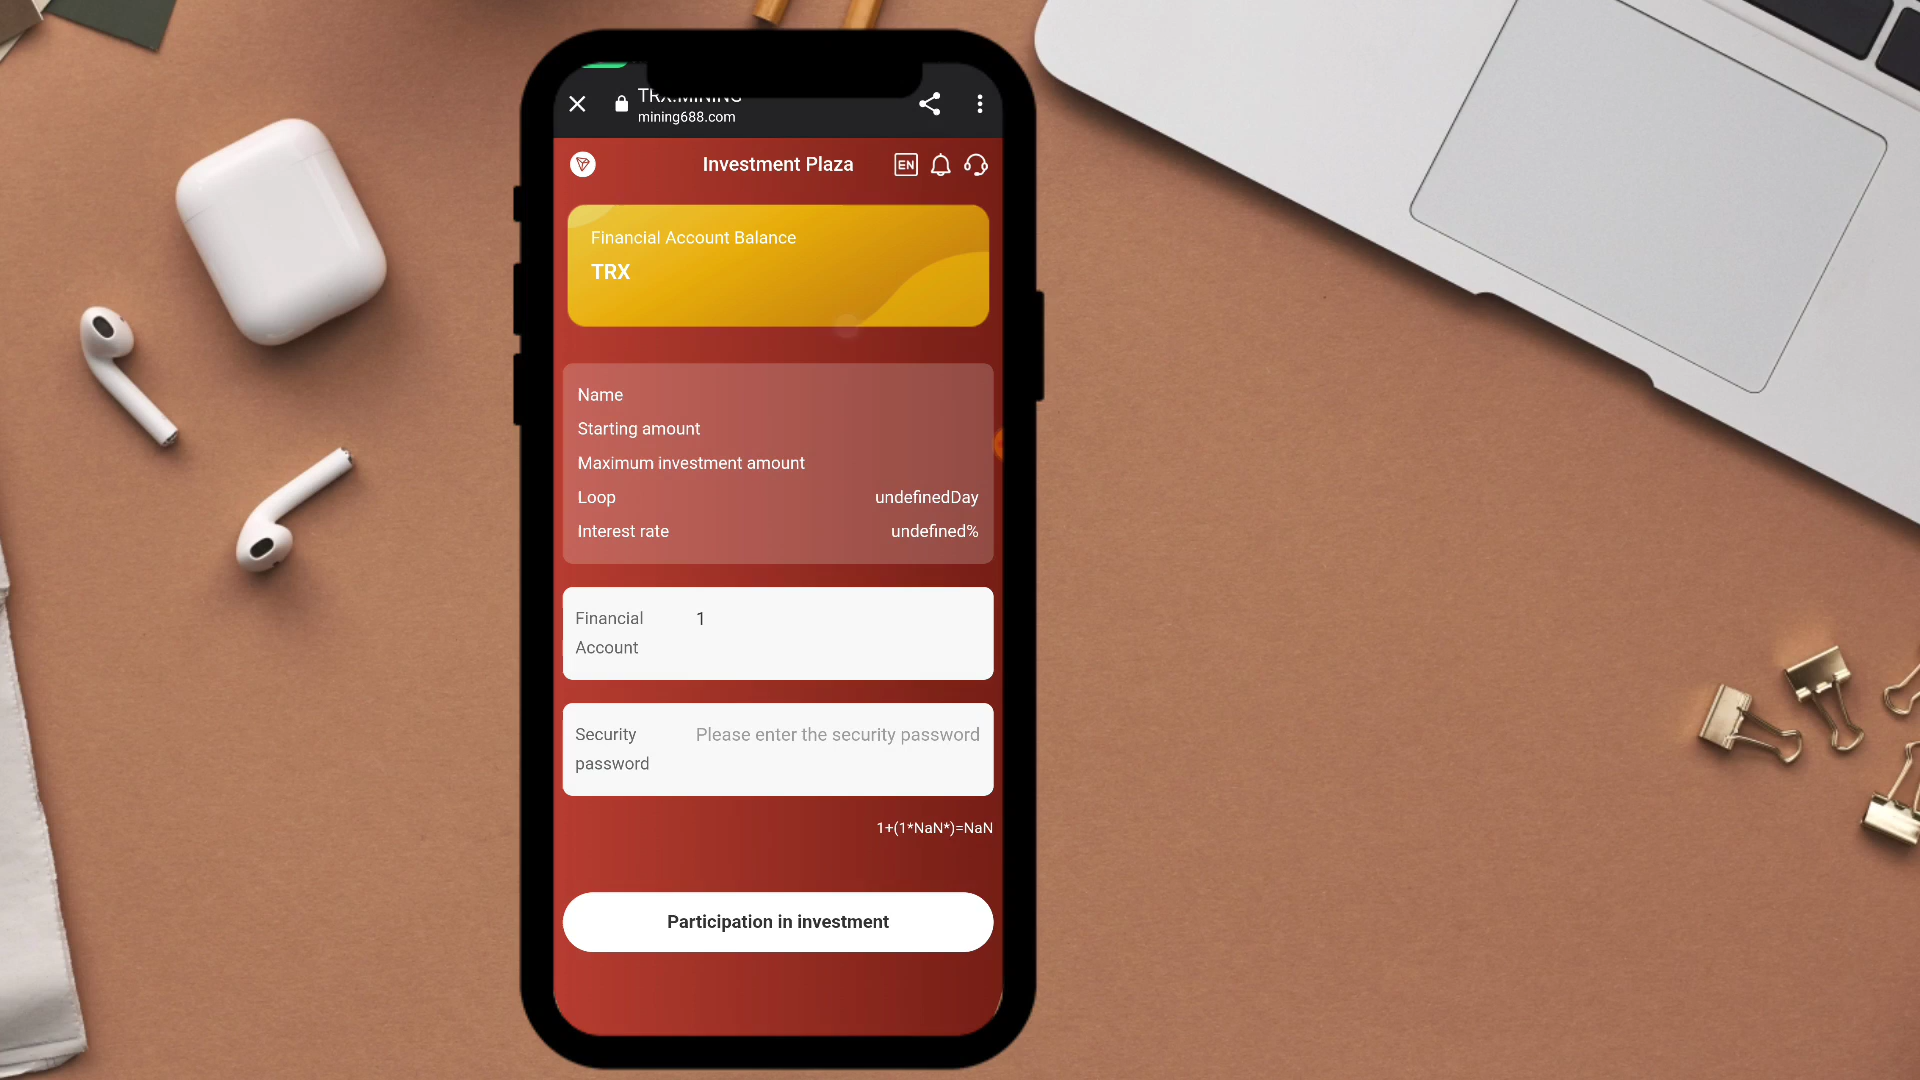 TRX.MINING
mining688.com
Investment Plaza
EN
Financial Account Balance
TRX
Name
Starting amount
Maximum investment amount
Loop undefinedDay
Interest rate undefined%
Financial 1
Account
Security Please enter the security password
password
1+(1*NaN*)=NaN
Participation in investment